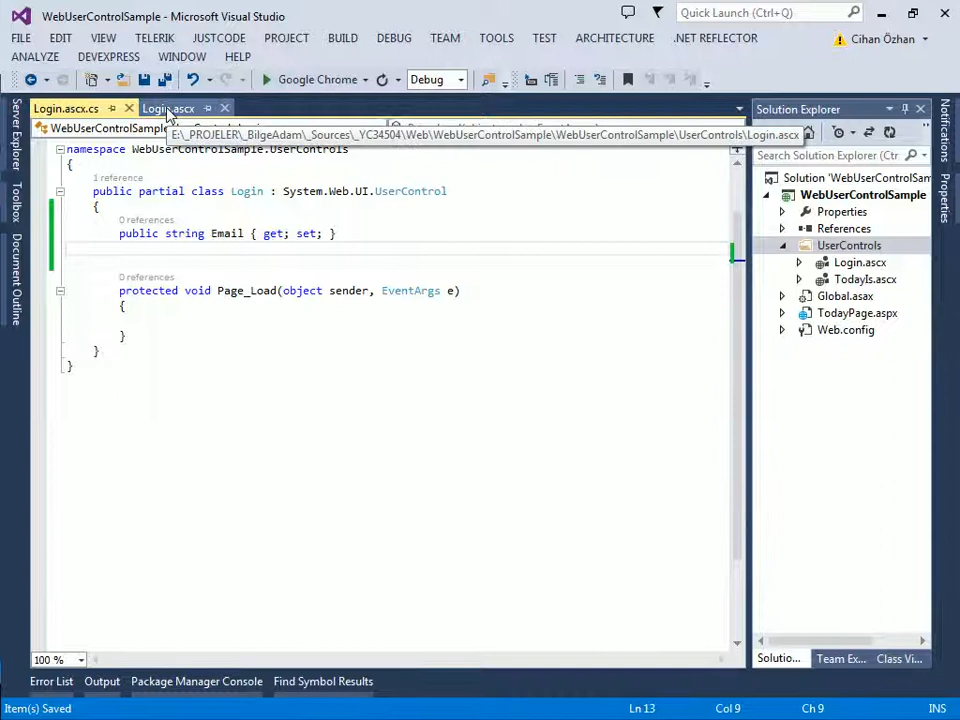 WebUserControlSample - Microsoft Visual Studio
Quick Launch (Ctrl+Q)
FILE EDIT VIEW TELERIK JUSTCODE PROJECT BUILD DEBUG TEAM TOOLS TEST ARCHITECTURE .NET REFLECTOR
Cihan Özhan
ANALYZE DEVEXPRESS WINDOW HELP
Google Chrome Debug
Login.ascx.cs Login.ascx
WebUserControlSample
E:\_PROJELER\_BilgeAdam\_Sources\_YC34504\Web\WebUserControlSample\WebUserControlSample\UserControls\Login.ascx
namespace WebUserControlSample.UserControls
{
1 reference
public partial class Login : System.Web.UI.UserControl
{
0 references
public string Email { get; set; }
0 references
protected void Page_Load(object sender, EventArgs e)
{
}
}
}
100 %
Server Explorer
Toolbox
Document Outline
Solution Explorer
Search Solution Explorer (Ctrl
Solution 'WebUserControlSam
WebUserControlSample
Properties
References
UserControls
Login.ascx
TodayIs.ascx
Global.asax
TodayPage.aspx
Web.config
Solutio... Team Ex... Class Vi...
Notifications
Properties
Error List Output Package Manager Console Find Symbol Results
Item(s) Saved Ln 13 Col 9 Ch 9 INS